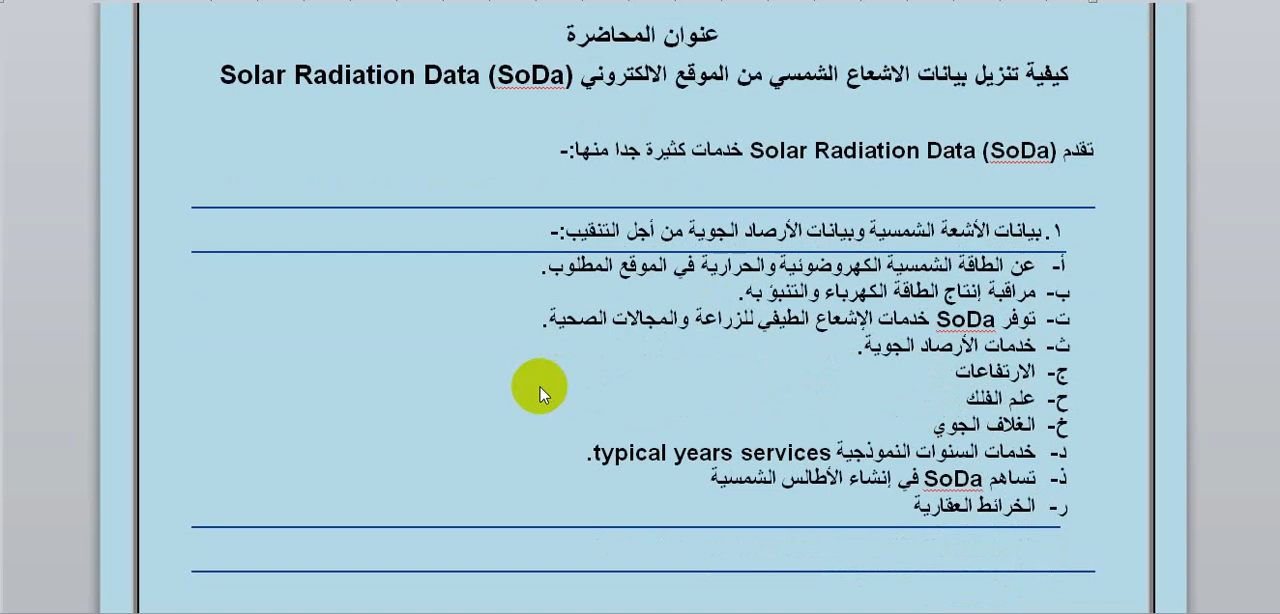 عنوان المحاضرة
كيفية تنزيل بيانات الاشعاع الشمسي من الموقع الالكتروني Solar Radiation Data (SoDa)
تقدم Solar Radiation Data (SoDa) خدمات كثيرة جدا منها:-
١. بيانات الأشعة الشمسية وبيانات الأرصاد الجوية من أجل التنقيب:-
أ- عن الطاقة الشمسية الكهروضوئية والحرارية في الموقع المطلوب.
ب- مراقبة إنتاج الطاقة الكهرباء والتنبؤ به.
ت- توفر SoDa خدمات الإشعاع الطيفي للزراعة والمجالات الصحية.
ث- خدمات الأرصاد الجوية.
ج- الارتفاعات
ح- علم الفلك
خ- الغلاف الجوي
د- خدمات السنوات النموذجية typical years services.
ذ- تساهم SoDa في إنشاء الأطالس الشمسية
ر- الخرائط العقارية